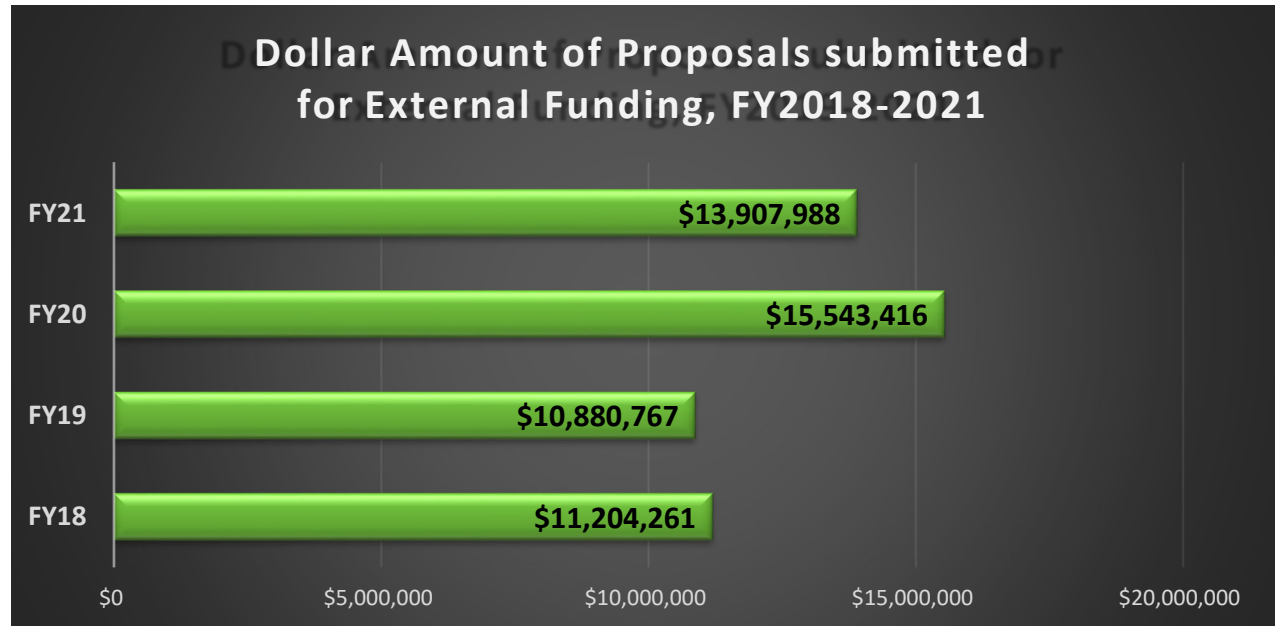 Dollar Amount of Proposals submitted
for External Funding, FY2018-2021
FY21
$13,907,988
FY20
$15,543,416
FY19
$10,880,767
FY18
$11,204,261
$0
$5,000,000
$10,000,000
$15,000,000
$20,000,000